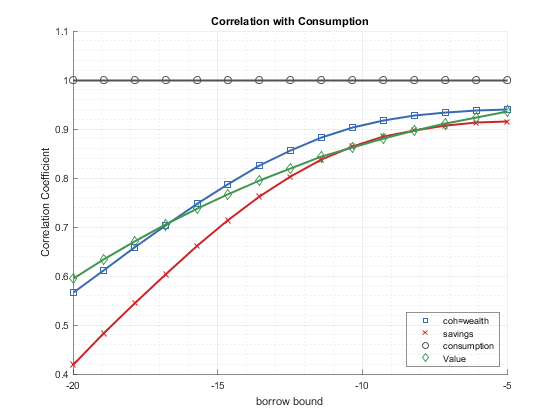 Correlation with Consumption
1.1
1
0.9
0.8
0.7
0.6
0.5
0.4
Correlation Coefficient
coh=wealth
savings
consumption
Value
-20
-15
-10
-5
borrow bound